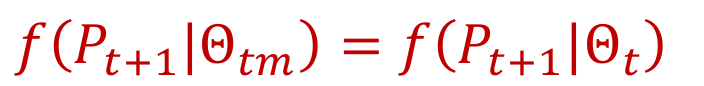 f(P_{t+1}|Θ_{tm}) = f(P_{t+1}|Θ_t)